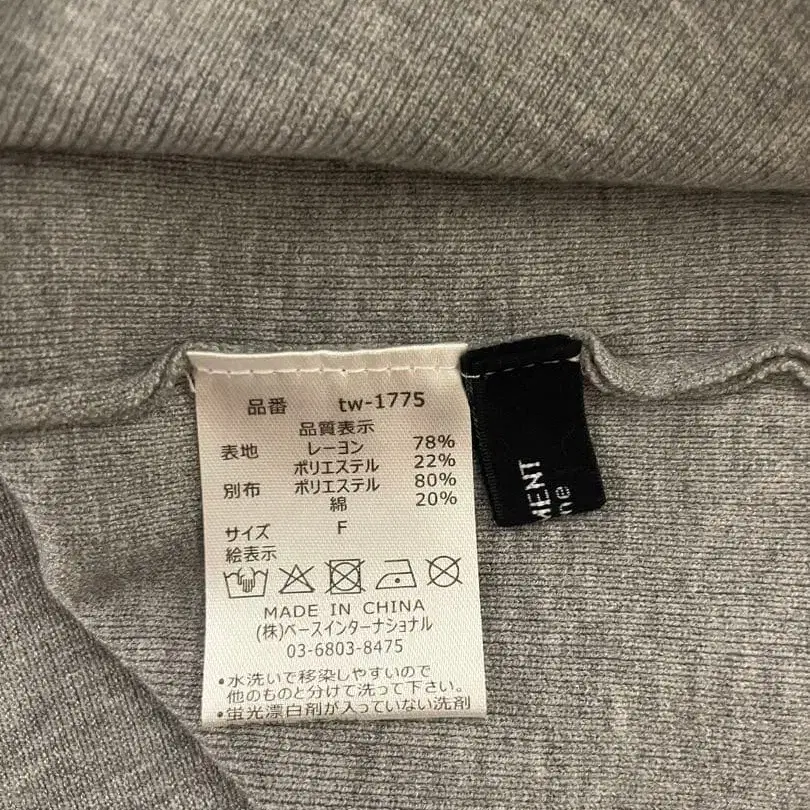 品番 tw-1775
品質表示
表地 レーヨン 78%
ポリエステル 22%
別布 ポリエステル 80%
綿 20%
サイズ F
絵表示
MADE IN CHINA
(株)ベースインターナショナル
03-6803-8475
•水洗いで移染しやすいので
他のものと分けて洗って下さい。
•蛍光漂白剤が入っていない洗剤
MENT
ne